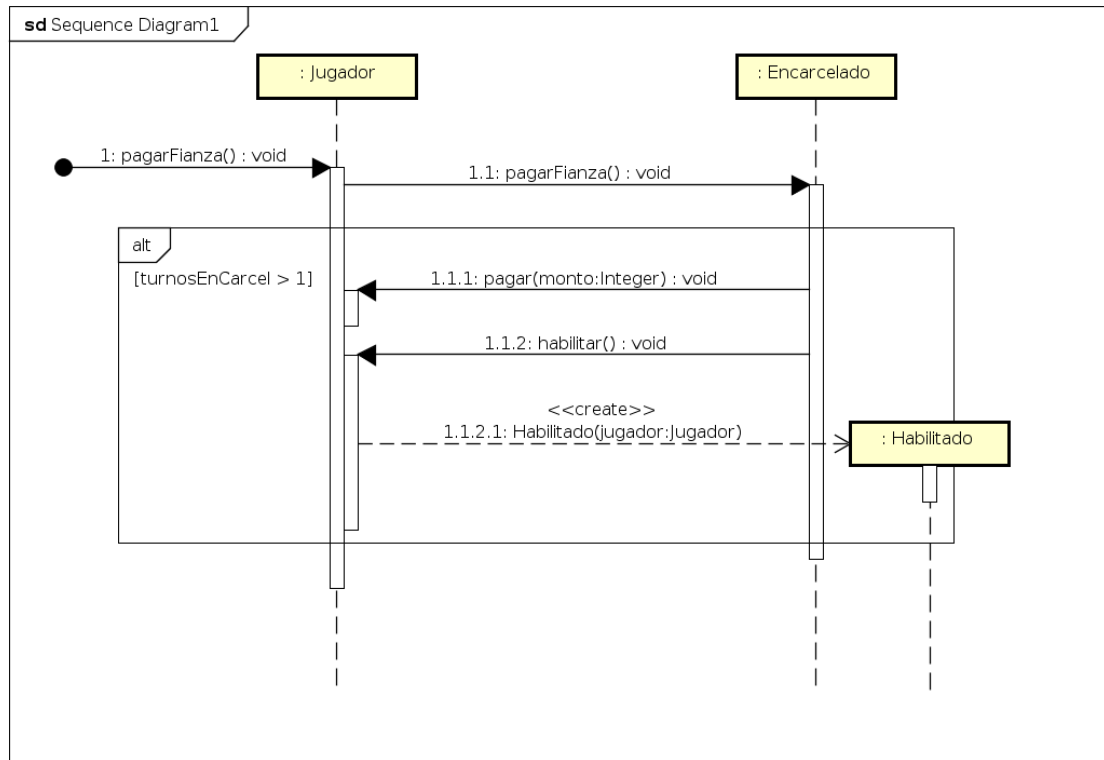 sd Sequence Diagram1
: Jugador
: Encarcelado
1: pagarFianza() : void
1.1: pagarFianza() : void
alt
[turnosEnCarcel > 1]
1.1.1: pagar(monto:Integer) : void
1.1.2: habilitar() : void
<<create>>
1.1.2.1: Habilitado(jugador:Jugador)
: Habilitado